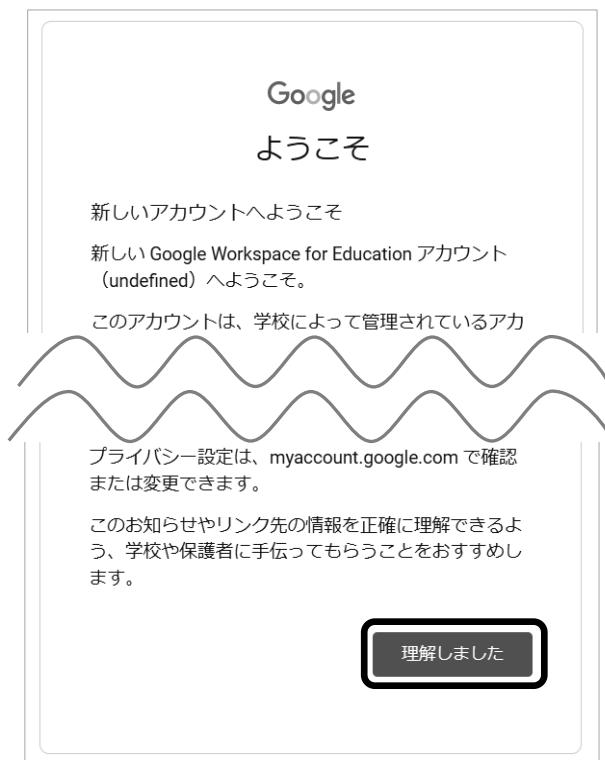 Google
ようこそ
新しいアカウントへようこそ
新しい Google Workspace for Education アカウント
（undefined）へようこそ。
このアカウントは、学校によって管理されているアカ
プライバシー設定は、myaccount.google.com で確認
または変更できます。
このお知らせやリンク先の情報を正確に理解できるよ
う、学校や保護者に手伝ってもらうことをおすすめし
ます。
理解しました